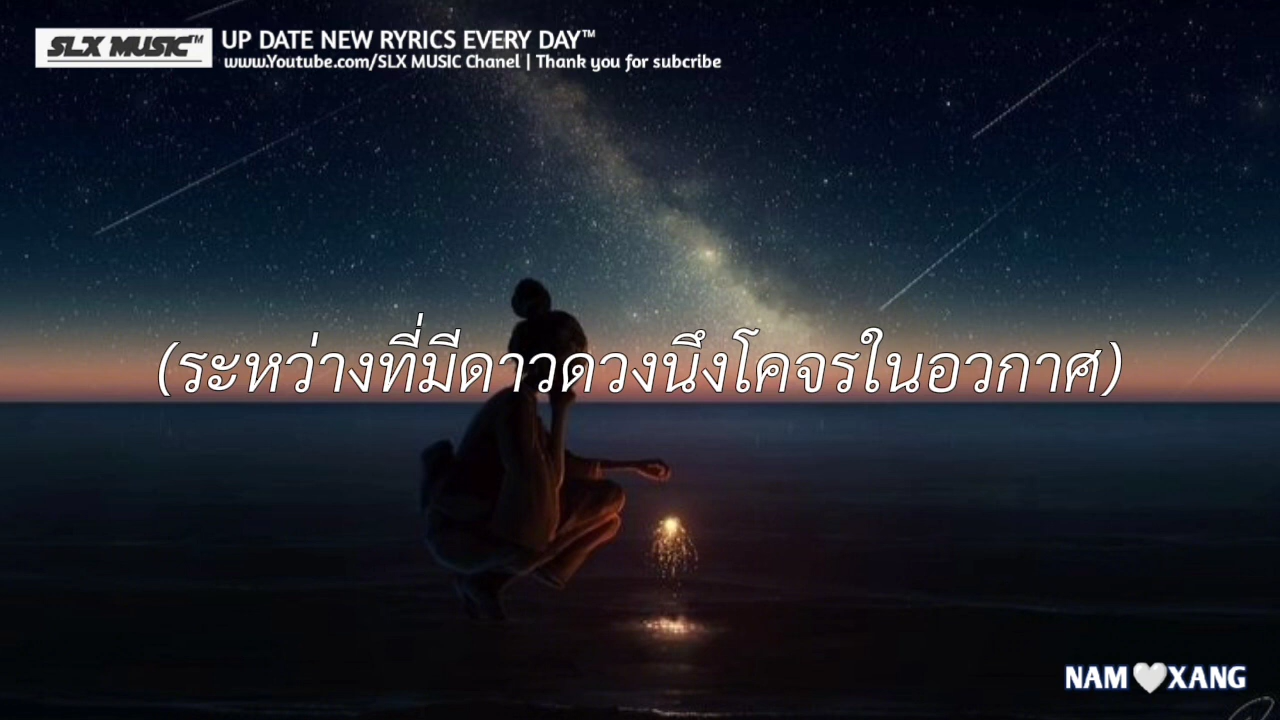 SLX MUSIC™
UP DATE NEW RYRICS EVERY DAY™
www.Youtube.com/SLX MUSIC Chanel | Thank you for subcribe
(ระหว่างที่มีดาวดวงนึงโคจรในอวกาศ)
NAM🤍XANG